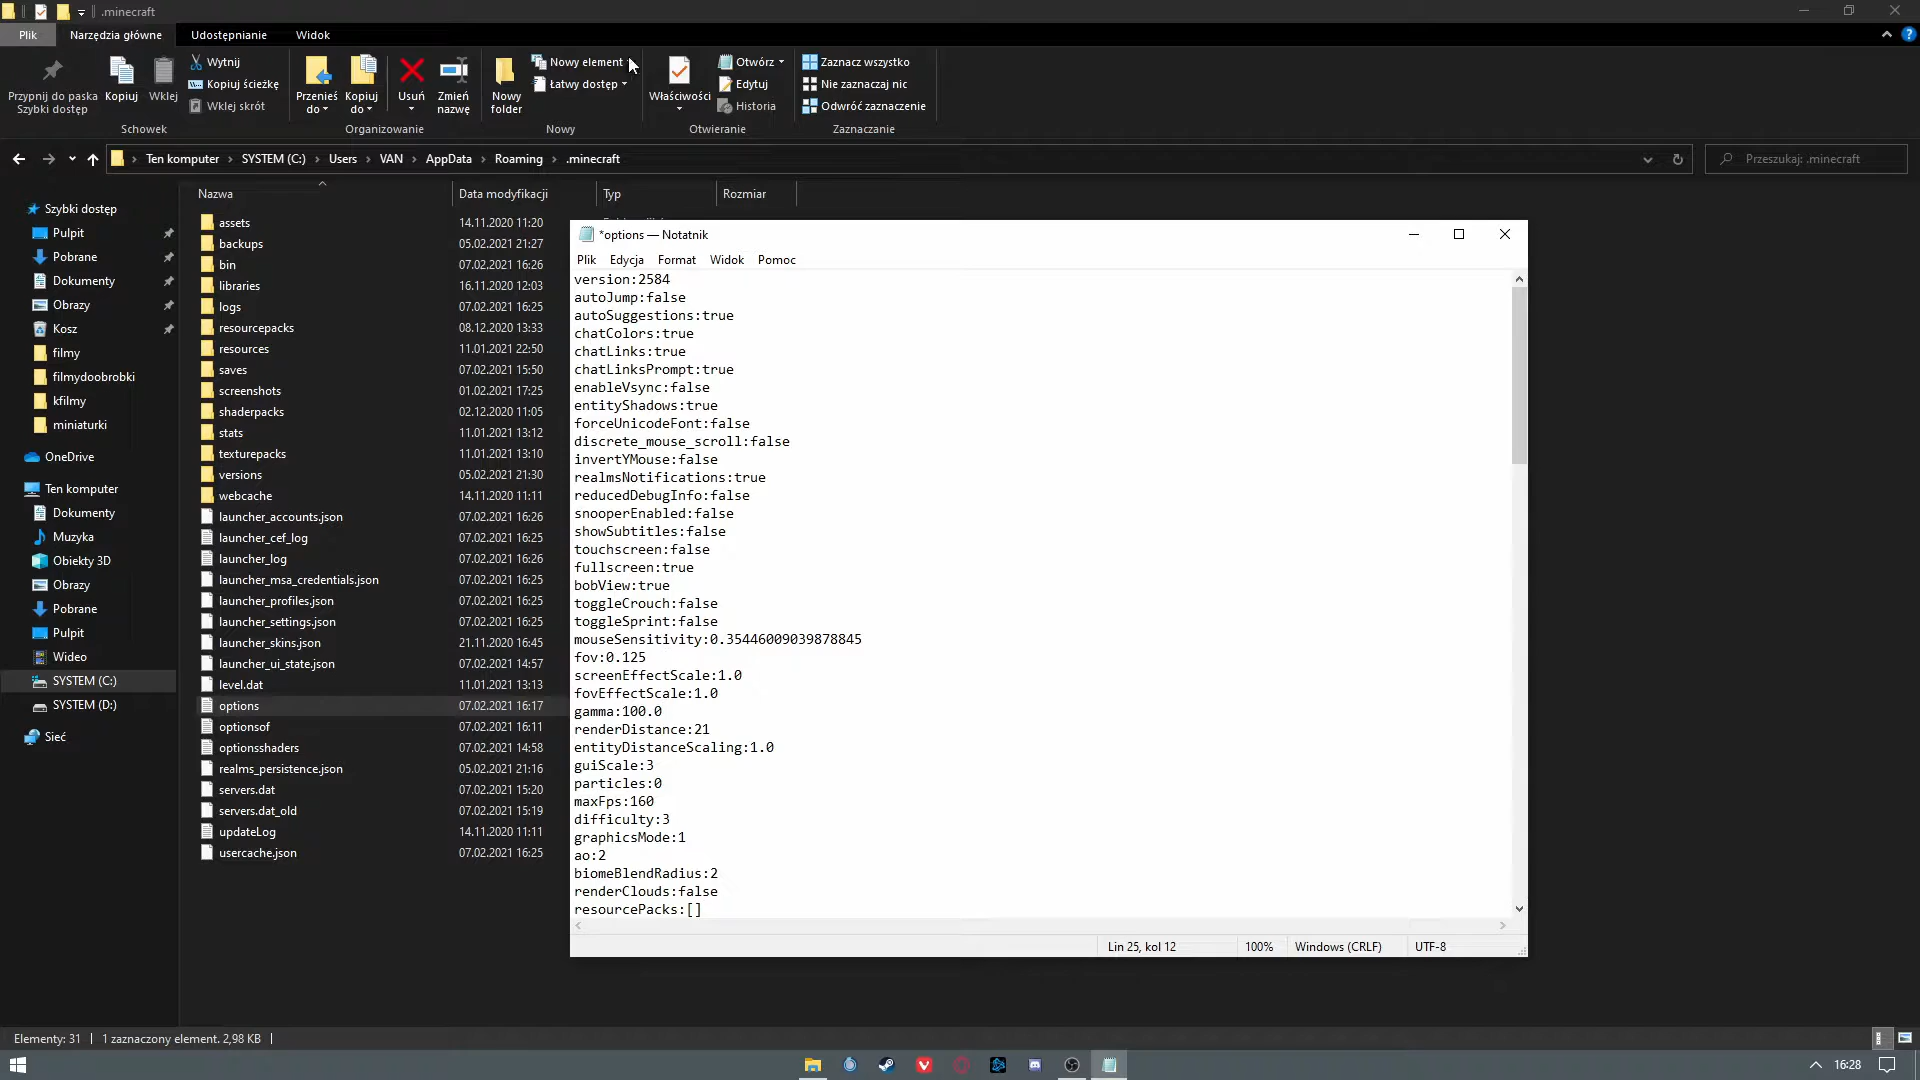 .minecraft
Plik
Narzędzia główne
Udostępnianie
Widok
Przypnij do paska
Szybki dostęp
Kopiuj
Wklej
Wytnij
Kopiuj ścieżkę
Wklej skrót
Schowek
Przenieś
do
Kopiuj
do
Usuń
Zmień
nazwę
Organizowanie
Nowy
folder
Nowy element
Łatwy dostęp
Nowy
Właściwości
Otwórz
Edytuj
Historia
Otwieranie
Zaznacz wszystko
Nie zaznaczaj nic
Odwróć zaznaczenie
Zaznaczanie
Ten komputer
SYSTEM (C:)
Users
VAN
AppData
Roaming
.minecraft
Przeszukaj: .minecraft
Szybki dostęp
Pulpit
Pobrane
Dokumenty
Obrazy
Kosz
filmy
filmydoobrobki
kfilmy
miniaturki
OneDrive
Ten komputer
Dokumenty
Muzyka
Obiekty 3D
Obrazy
Pobrane
Pulpit
Wideo
SYSTEM (C:)
SYSTEM (D:)
Sieć
Nazwa Data modyfikacji Typ Rozmiar
assets 14.11.2020 11:20
backups 05.02.2021 21:27
bin 07.02.2021 16:26
libraries 16.11.2020 12:03
logs 07.02.2021 16:25
resourcepacks 08.12.2020 13:33
resources 11.01.2021 22:50
saves 07.02.2021 15:50
screenshots 01.02.2021 17:25
shaderpacks 02.12.2020 11:05
stats 11.01.2021 13:12
texturepacks 11.01.2021 13:10
versions 05.02.2021 21:30
webcache 14.11.2020 11:11
launcher_accounts.json 07.02.2021 16:26
launcher_cef_log 07.02.2021 16:25
launcher_log 07.02.2021 16:26
launcher_msa_credentials.json 07.02.2021 16:25
launcher_profiles.json 07.02.2021 16:25
launcher_settings.json 07.02.2021 16:25
launcher_skins.json 21.11.2020 16:45
launcher_ui_state.json 07.02.2021 14:57
level.dat 11.01.2021 13:13
options 07.02.2021 16:17
optionsof 07.02.2021 16:11
optionsshaders 07.02.2021 14:58
realms_persistence.json 05.02.2021 21:16
servers.dat 07.02.2021 15:20
servers.dat_old 07.02.2021 15:19
updateLog 14.11.2020 11:11
usercache.json 07.02.2021 16:25
*options — Notatnik
Plik Edycja Format Widok Pomoc
version:2584
autoJump:false
autoSuggestions:true
chatColors:true
chatLinks:true
chatLinksPrompt:true
enableVsync:false
entityShadows:true
forceUnicodeFont:false
discrete_mouse_scroll:false
invertYMouse:false
realmsNotifications:true
reducedDebugInfo:false
snooperEnabled:false
showSubtitles:false
touchscreen:false
fullscreen:true
bobView:true
toggleCrouch:false
toggleSprint:false
mouseSensitivity:0.35446009039878845
fov:0.125
screenEffectScale:1.0
fovEffectScale:1.0
gamma:100.0
renderDistance:21
entityDistanceScaling:1.0
guiScale:3
particles:0
maxFps:160
difficulty:3
graphicsMode:1
ao:2
biomeBlendRadius:2
renderClouds:false
resourcePacks:[]
Lin 25, kol 12 100% Windows (CRLF) UTF-8
Elementy: 31 1 zaznaczony element. 2,98 KB
16:28